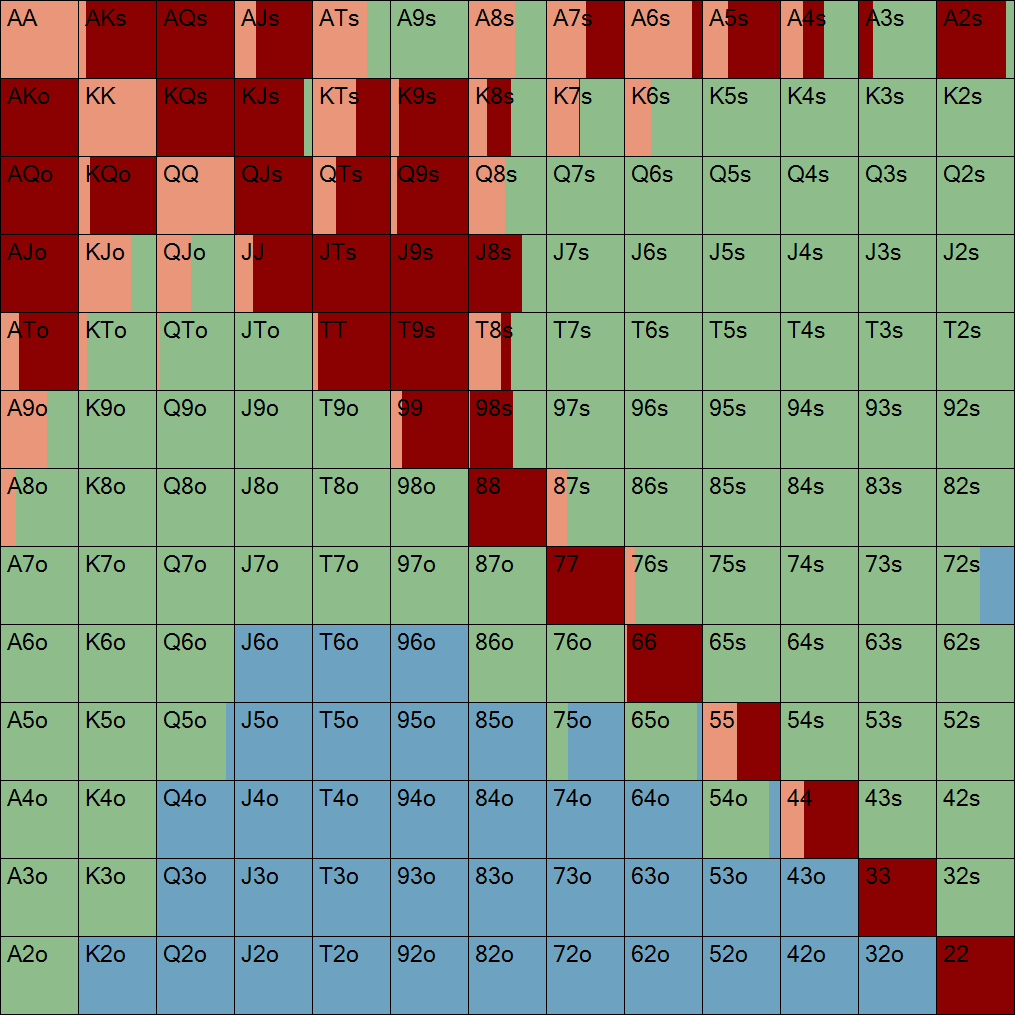 AA AKs AQs AJs ATs A9s A8s A7s A6s A5s A4s A3s A2s
AKo KK KQs KJs KTs K9s K8s K7s K6s K5s K4s K3s K2s
AQo KQo QQ QJs QTs Q9s Q8s Q7s Q6s Q5s Q4s Q3s Q2s
AJo KJo QJo JJ JTs J9s J8s J7s J6s J5s J4s J3s J2s
ATo KTo QTo JTo TT T9s T8s T7s T6s T5s T4s T3s T2s
A9o K9o Q9o J9o T9o 99 98s 97s 96s 95s 94s 93s 92s
A8o K8o Q8o J8o T8o 98o 88 87s 86s 85s 84s 83s 82s
A7o K7o Q7o J7o T7o 97o 87o 77 76s 75s 74s 73s 72s
A6o K6o Q6o J6o T6o 96o 86o 76o 66 65s 64s 63s 62s
A5o K5o Q5o J5o T5o 95o 85o 75o 65o 55 54s 53s 52s
A4o K4o Q4o J4o T4o 94o 84o 74o 64o 54o 44 43s 42s
A3o K3o Q3o J3o T3o 93o 83o 73o 63o 53o 43o 33 32s
A2o K2o Q2o J2o T2o 92o 82o 72o 62o 52o 42o 32o 22